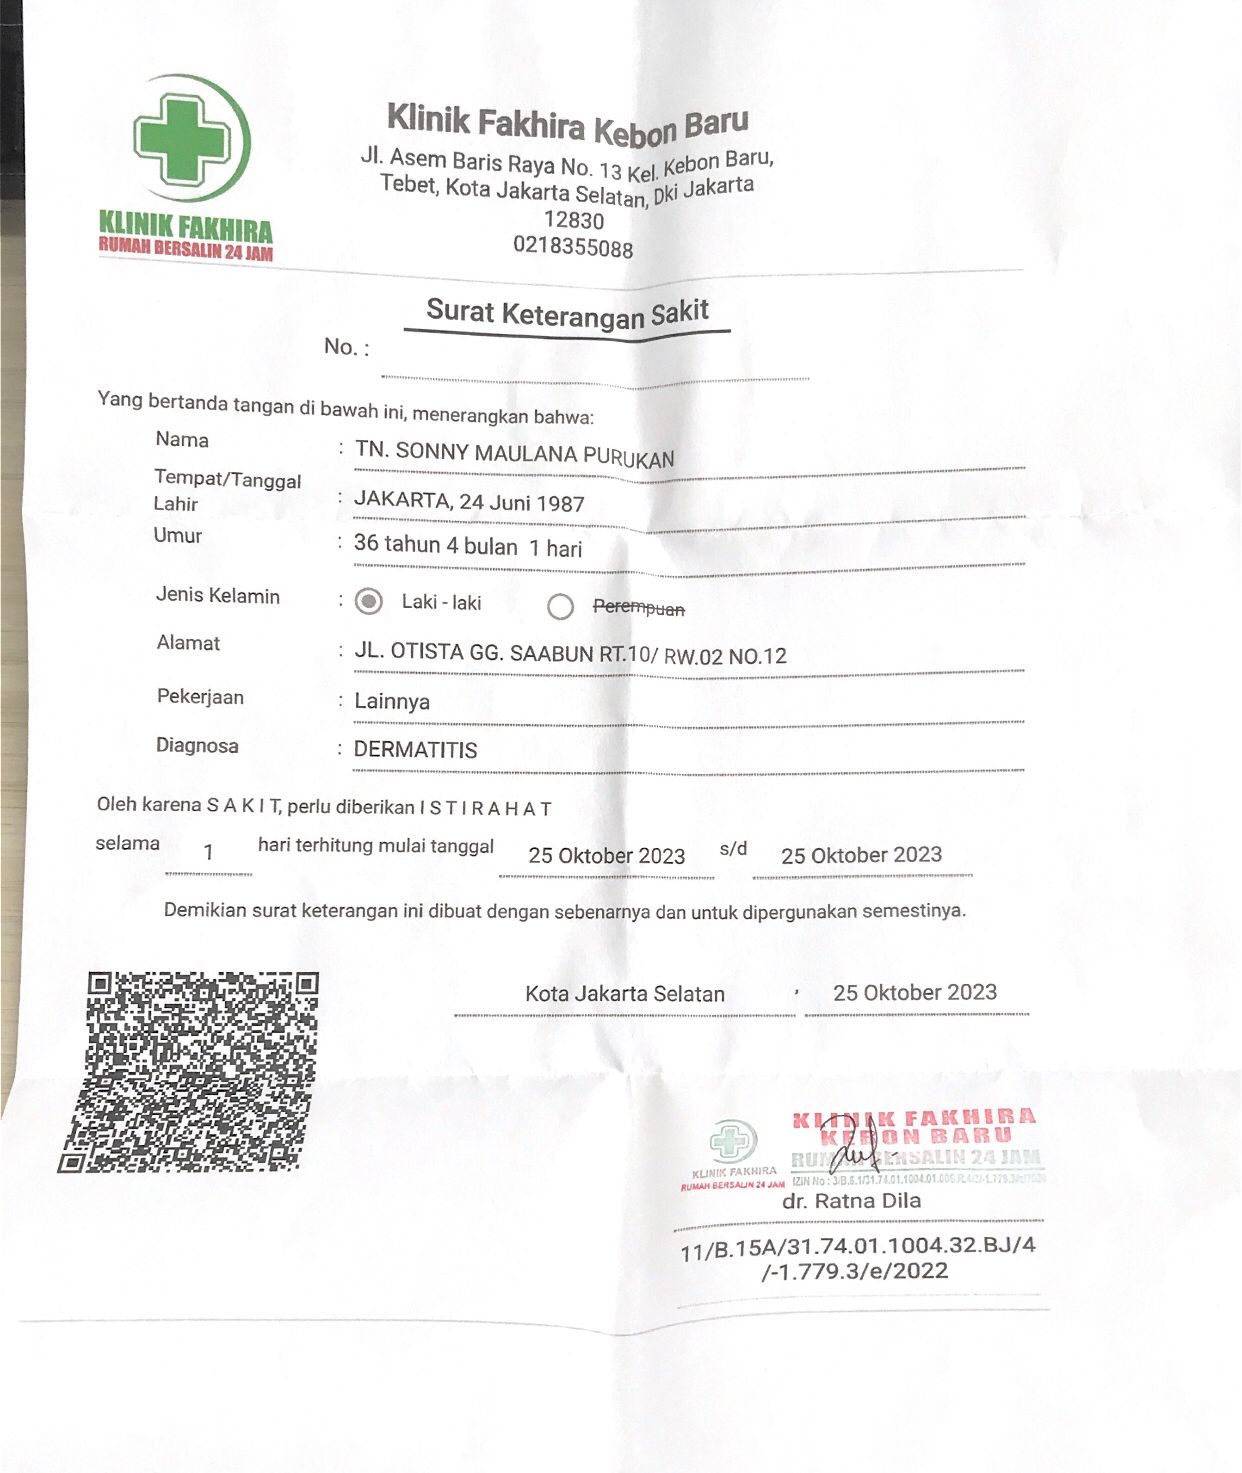 KLINIK FAKHIRA
RUMAH BERSALIN 24 JAM
Klinik Fakhira Kebon Baru
Jl. Asem Baris Raya No. 13 Kel. Kebon Baru,
Tebet, Kota Jakarta Selatan, Dki Jakarta
12830
0218355088
Surat Keterangan Sakit
No. :
Yang bertanda tangan di bawah ini, menerangkan bahwa:
Nama : TN. SONNY MAULANA PURUKAN
Tempat/Tanggal
Lahir : JAKARTA, 24 Juni 1987
Umur : 36 tahun 4 bulan 1 hari
Jenis Kelamin : Laki - laki Perempuan
Alamat : JL. OTISTA GG. SAABUN RT.10/ RW.02 NO.12
Pekerjaan : Lainnya
Diagnosa : DERMATITIS
Oleh karena S A K I T, perlu diberikan I S T I R A H A T
selama 1 hari terhitung mulai tanggal 25 Oktober 2023 s/d 25 Oktober 2023
Demikian surat keterangan ini dibuat dengan sebenarnya dan untuk dipergunakan semestinya.
Kota Jakarta Selatan , 25 Oktober 2023
KLINIK FAKHIRA
RUMAH BERSALIN 24 JAM
KLINIK FAKHIRA
KEBON BARU
RUMAH BERSALIN 24 JAM
IZIN No :
dr. Ratna Dila
11/B.15A/31.74.01.1004.32.BJ/4
/-1.779.3/e/2022